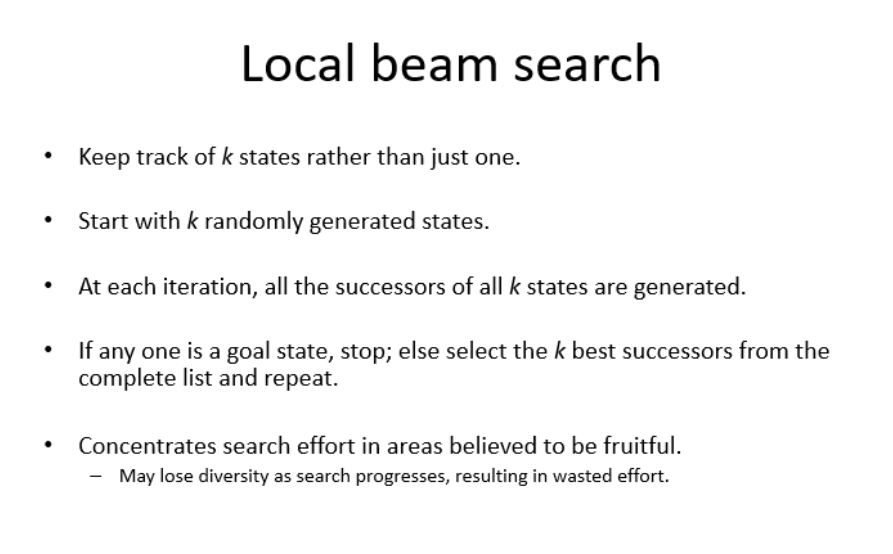 Local beam search
• Keep track of k states rather than just one.
• Start with k randomly generated states.
• At each iteration, all the successors of all k states are generated.
• If any one is a goal state, stop; else select the k best successors from the
complete list and repeat.
• Concentrates search effort in areas believed to be fruitful.
– May lose diversity as search progresses, resulting in wasted effort.